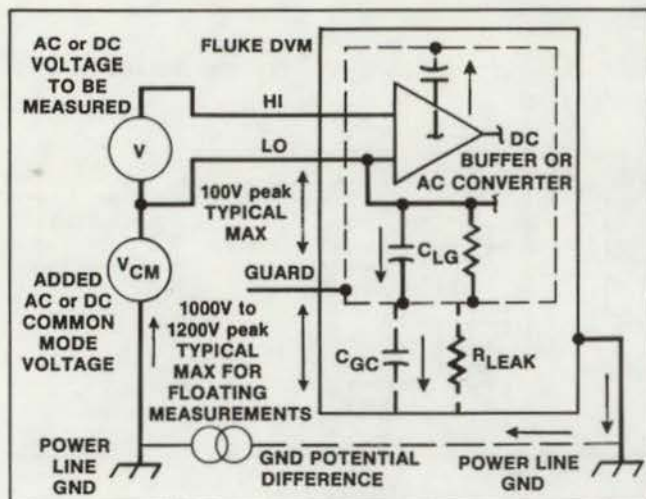 AC or DC
VOLTAGE
TO BE
MEASURED
FLUKE DVM
HI
LO
V
DC
BUFFER OR
AC CONVERTER
100V peak
TYPICAL
MAX
CLG
GUARD
VCM
ADDED
AC or DC
COMMON
MODE
VOLTAGE
1000V to
1200V peak
TYPICAL
MAX FOR
FLOATING
MEASUREMENTS
CGC
RLEAK
POWER
LINE
GND
GND POTENTIAL
DIFFERENCE
POWER LINE
GND